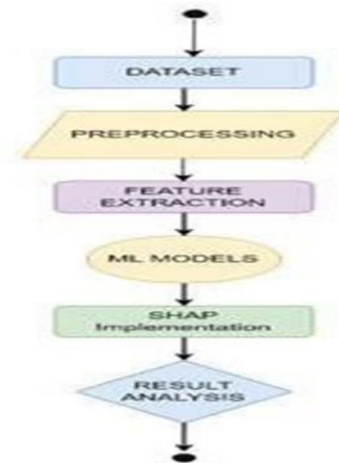 DATASET
PREPROCESSING
FEATURE
EXTRACTION
ML MODELS
SHAP
Implementation
RESULT
ANALYSIS